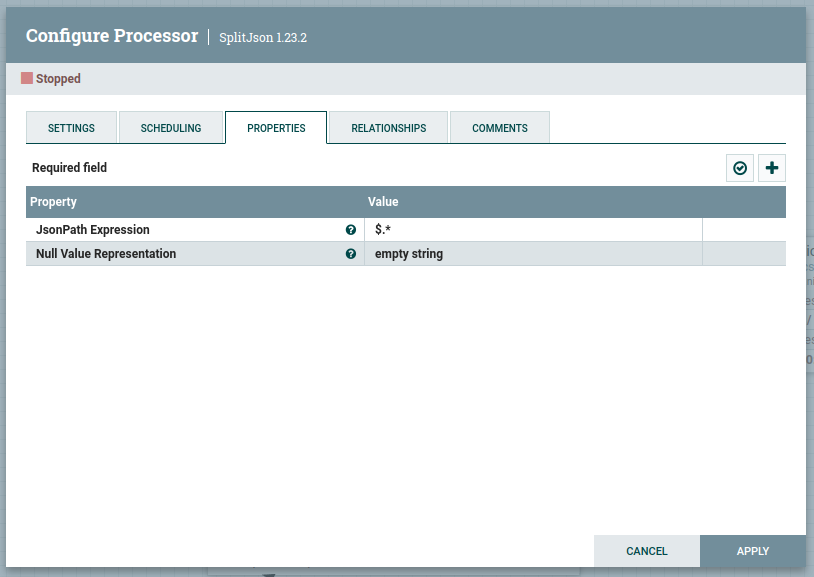 Configure Processor | SplitJson 1.23.2
Stopped
SETTINGS SCHEDULING PROPERTIES RELATIONSHIPS COMMENTS
Required field
Property Value
JsonPath Expression $.*
Null Value Representation empty string
CANCEL APPLY